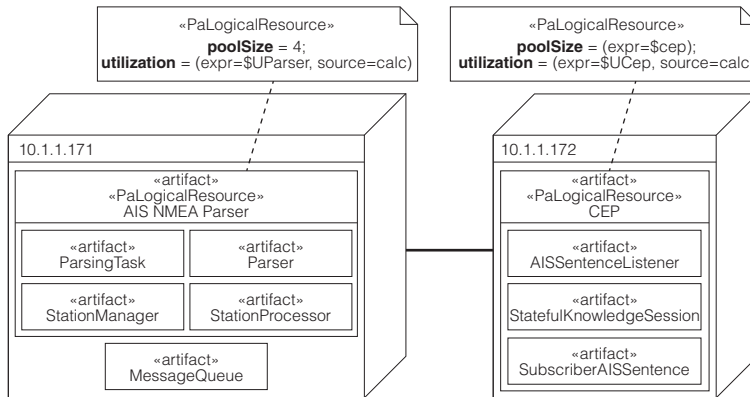 «PaLogicalResource»
poolSize = 4;
utilization = (expr=$UParser, source=calc)
«PaLogicalResource»
poolSize = (expr=$cep);
utilization = (expr=$UCep, source=calc
10.1.1.171
«artifact»
«PaLogicalResource»
AIS NMEA Parser
«artifact»
ParsingTask
«artifact»
Parser
«artifact»
StationManager
«artifact»
StationProcessor
«artifact»
MessageQueue
10.1.1.172
«artifact»
«PaLogicalResource»
CEP
«artifact»
AISSentenceListener
«artifact»
StatefulKnowledgeSession
«artifact»
SubscriberAISSentence